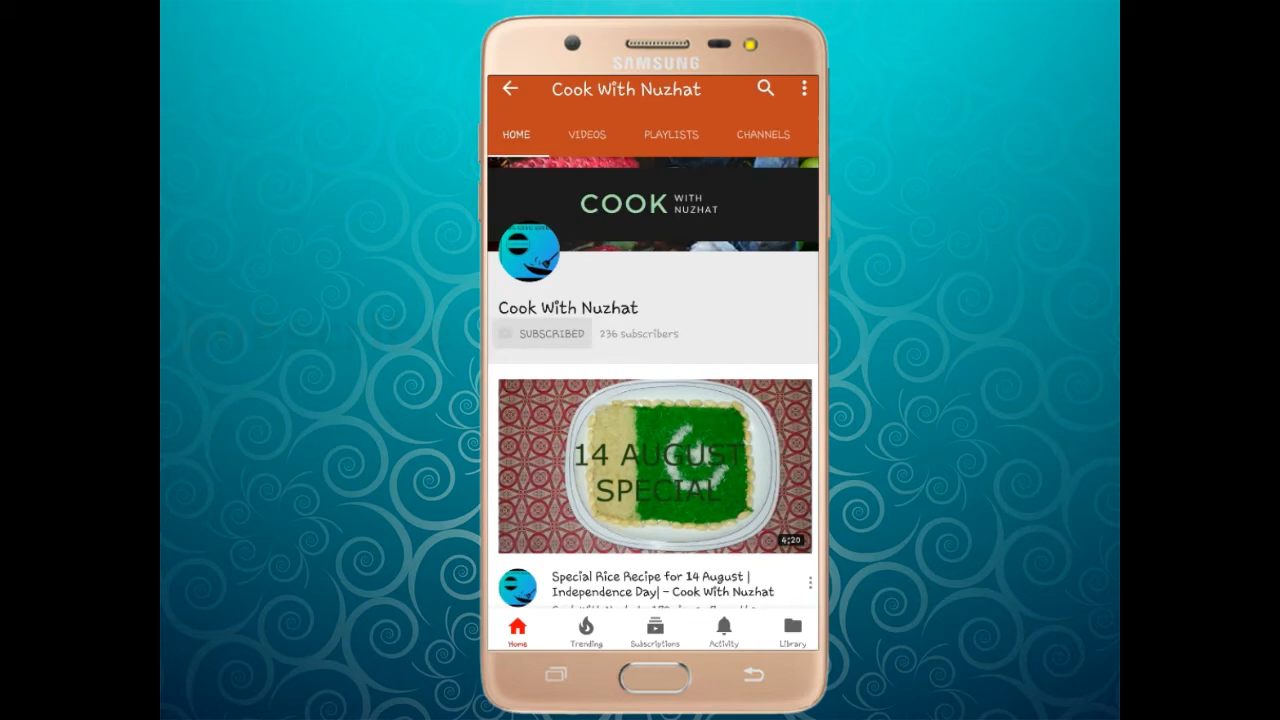 SAMSUNG
Cook With Nuzhat
HOME VIDEOS PLAYLISTS CHANNELS
COOK WITH
NUZHAT
Cook With Nuzhat
SUBSCRIBED 236 subscribers
14 AUGUST
SPECIAL
4:20
Special Rice Recipe for 14 August |
Independence Day| - Cook With Nuzhat
Home Trending Subscriptions Activity Library